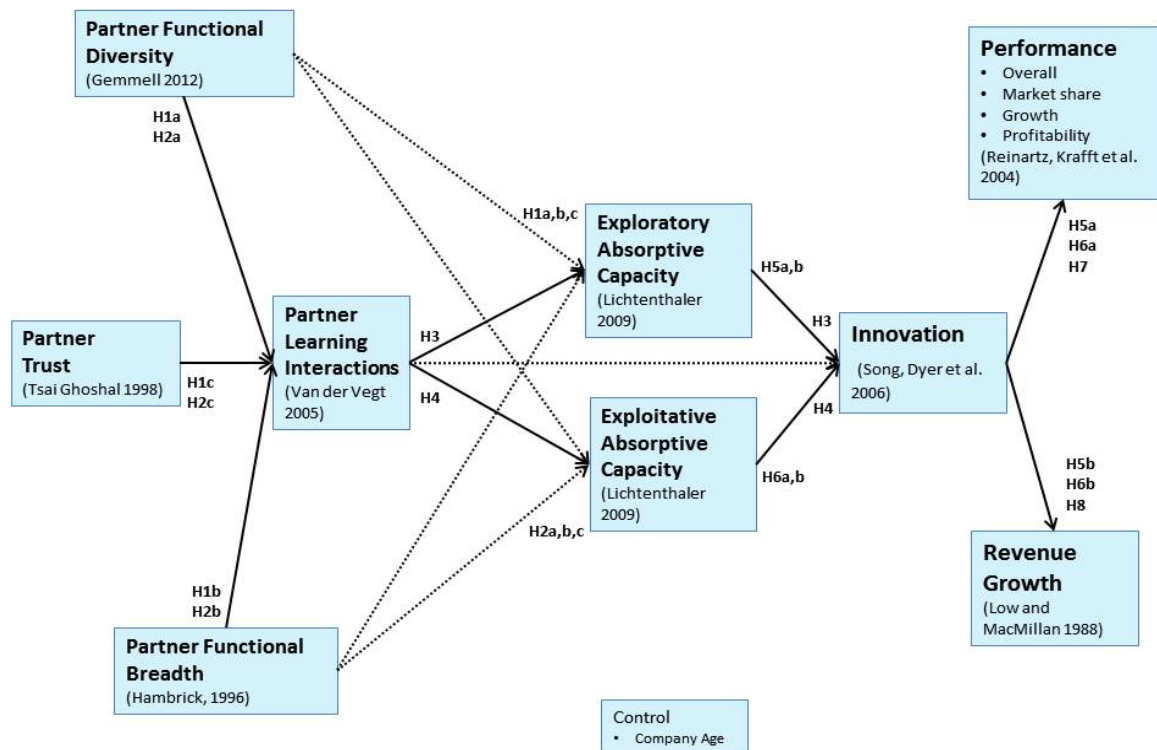 Partner Functional
Diversity
(Gemmell 2012)
Performance
• Overall
• Market share
• Growth
• Profitability
(Reinartz, Krafft et al.
2004)
H1a
H2a
H1a,b,c
Exploratory
Absorptive
Capacity
(Lichtenthaler
2009)
H5a
H6a
H7
H5a,b
Partner
Trust
(Tsai Ghoshal 1998)
H1c
H2c
Partner
Learning
Interactions
(Van der Vegt
2005)
H3
H4
H3
H4
Innovation
(Song, Dyer et al.
2006)
Exploitative
Absorptive
Capacity
(Lichtenthaler
2009)
H6a,b
H2a,b,c
H5b
H6b
H8
Revenue
Growth
(Low and
MacMillan 1988)
H1b
H2b
Partner Functional
Breadth
(Hambrick, 1996)
Control
• Company Age